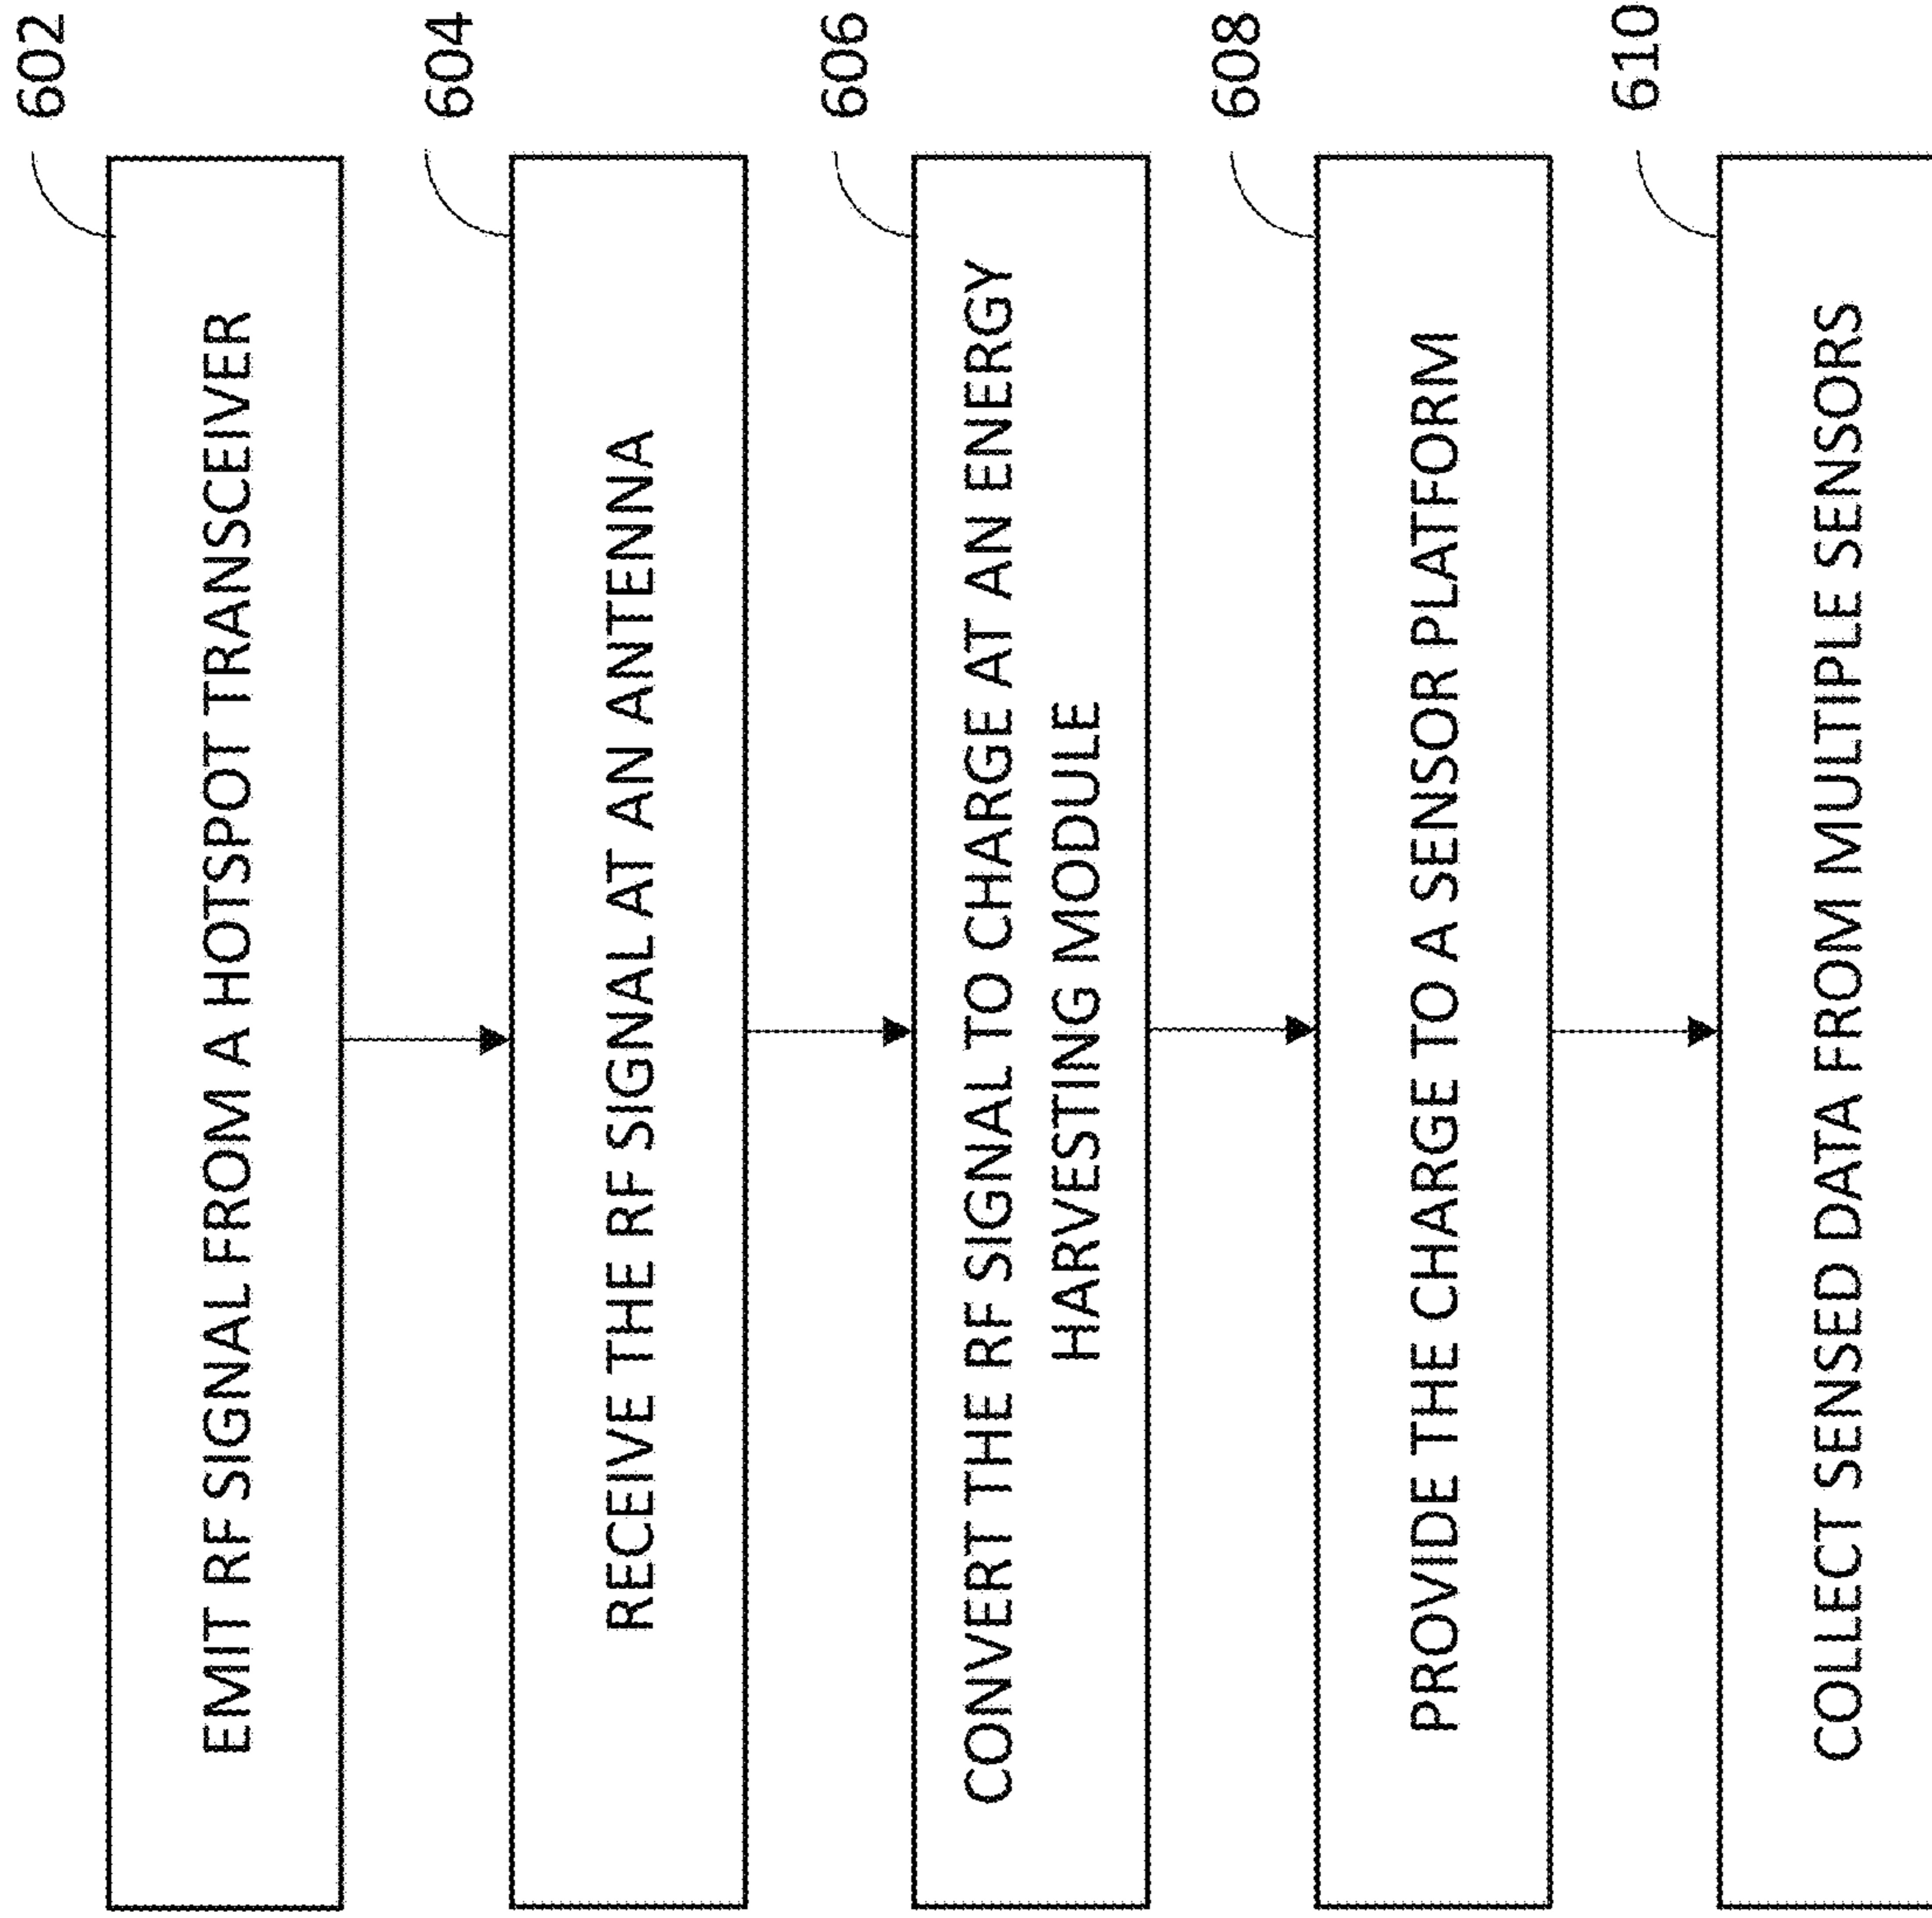 602
EMIT RF SIGNAL FROM A HOTSPOT TRANSCEIVER
604
RECEIVE THE RF SIGNAL AT AN ANTENNA
606
CONVERT THE RF SIGNAL TO CHARGE AT AN ENERGY
HARVESTING MODULE
608
PROVIDE THE CHARGE TO A SENSOR PLATFORM
610
COLLECT SENSED DATA FROM MULTIPLE SENSORS